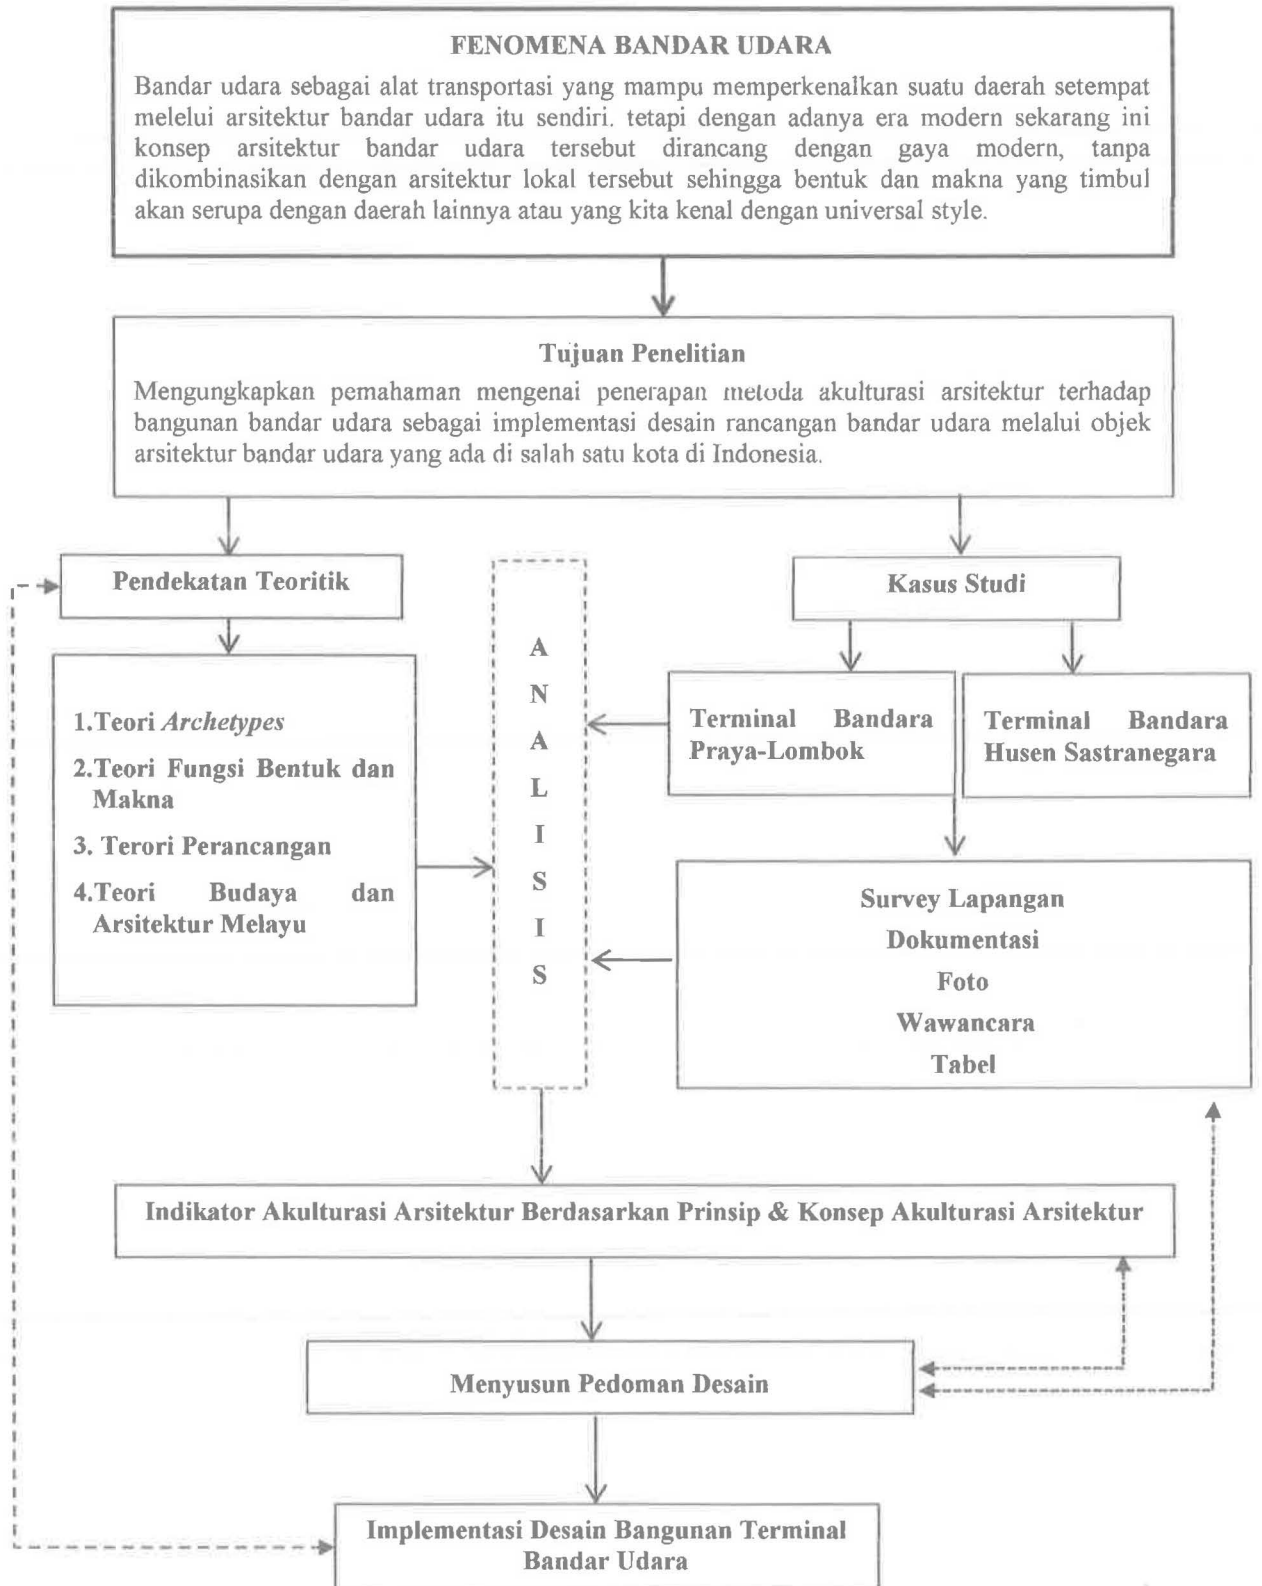 FENOMENA BANDAR UDARA
Bandar udara sebagai alat transportasi yang mampu memperkenalkan suatu daerah setempat
melelui arsitektur bandar udara itu sendiri. tetapi dengan adanya era modern sekarang ini
konsep arsitektur bandar udara tersebut dirancang dengan gaya modern, tanpa
dikombinasikan dengan arsitektur lokal tersebut sehingga bentuk dan makna yang timbul
akan serupa dengan daerah lainnya atau yang kita kenal dengan universal style.
Tujuan Penelitian
Mengungkapkan pemahaman mengenai penerapan metoda akulturasi arsitektur terhadap
bangunan bandar udara sebagai implementasi desain rancangan bandar udara melalui objek
arsitektur bandar udara yang ada di salah satu kota di Indonesia.
Pendekatan Teoritik
1.Teori Archetypes
2.Teori Fungsi Bentuk dan
Makna
3. Terori Perancangan
4.Teori Budaya dan
Arsitektur Melayu
A
N
A
L
I
S
I
S
Kasus Studi
Terminal Bandara
Praya-Lombok
Terminal Bandara
Husen Sastranegara
Survey Lapangan
Dokumentasi
Foto
Wawancara
Tabel
Indikator Akulturasi Arsitektur Berdasarkan Prinsip & Konsep Akulturasi Arsitektur
Menyusun Pedoman Desain
Implementasi Desain Bangunan Terminal
Bandar Udara